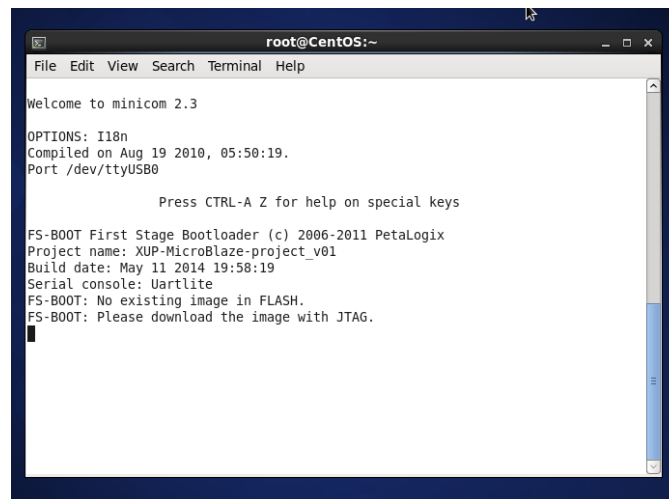 root@CentOS:~
File Edit View Search Terminal Help
Welcome to minicom 2.3
OPTIONS: I18n
Compiled on Aug 19 2010, 05:50:19.
Port /dev/ttyUSB0
Press CTRL-A Z for help on special keys
FS-BOOT First Stage Bootloader (c) 2006-2011 PetaLogix
Project name: XUP-MicroBlaze-project_v01
Build date: May 11 2014 19:58:19
Serial console: Uartlite
FS-BOOT: No existing image in FLASH.
FS-BOOT: Please download the image with JTAG.